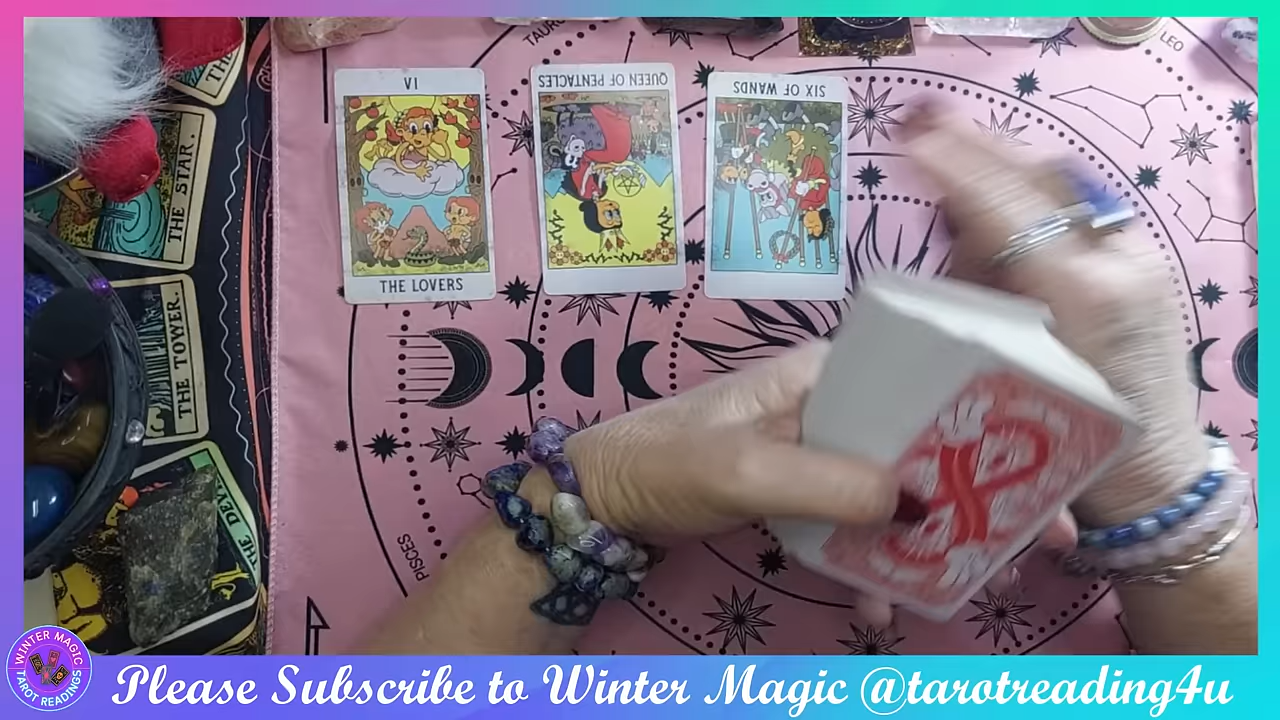 TAURUS
LEO
VI
THE LOVERS
QUEEN OF PENTACLES
SIX OF WANDS
THE STAR.
THE TOWER.
THE DE
PISCES
WINTER MAGIC
TAROT READINGS
Please Subscribe to Winter Magic @tarotreading4u